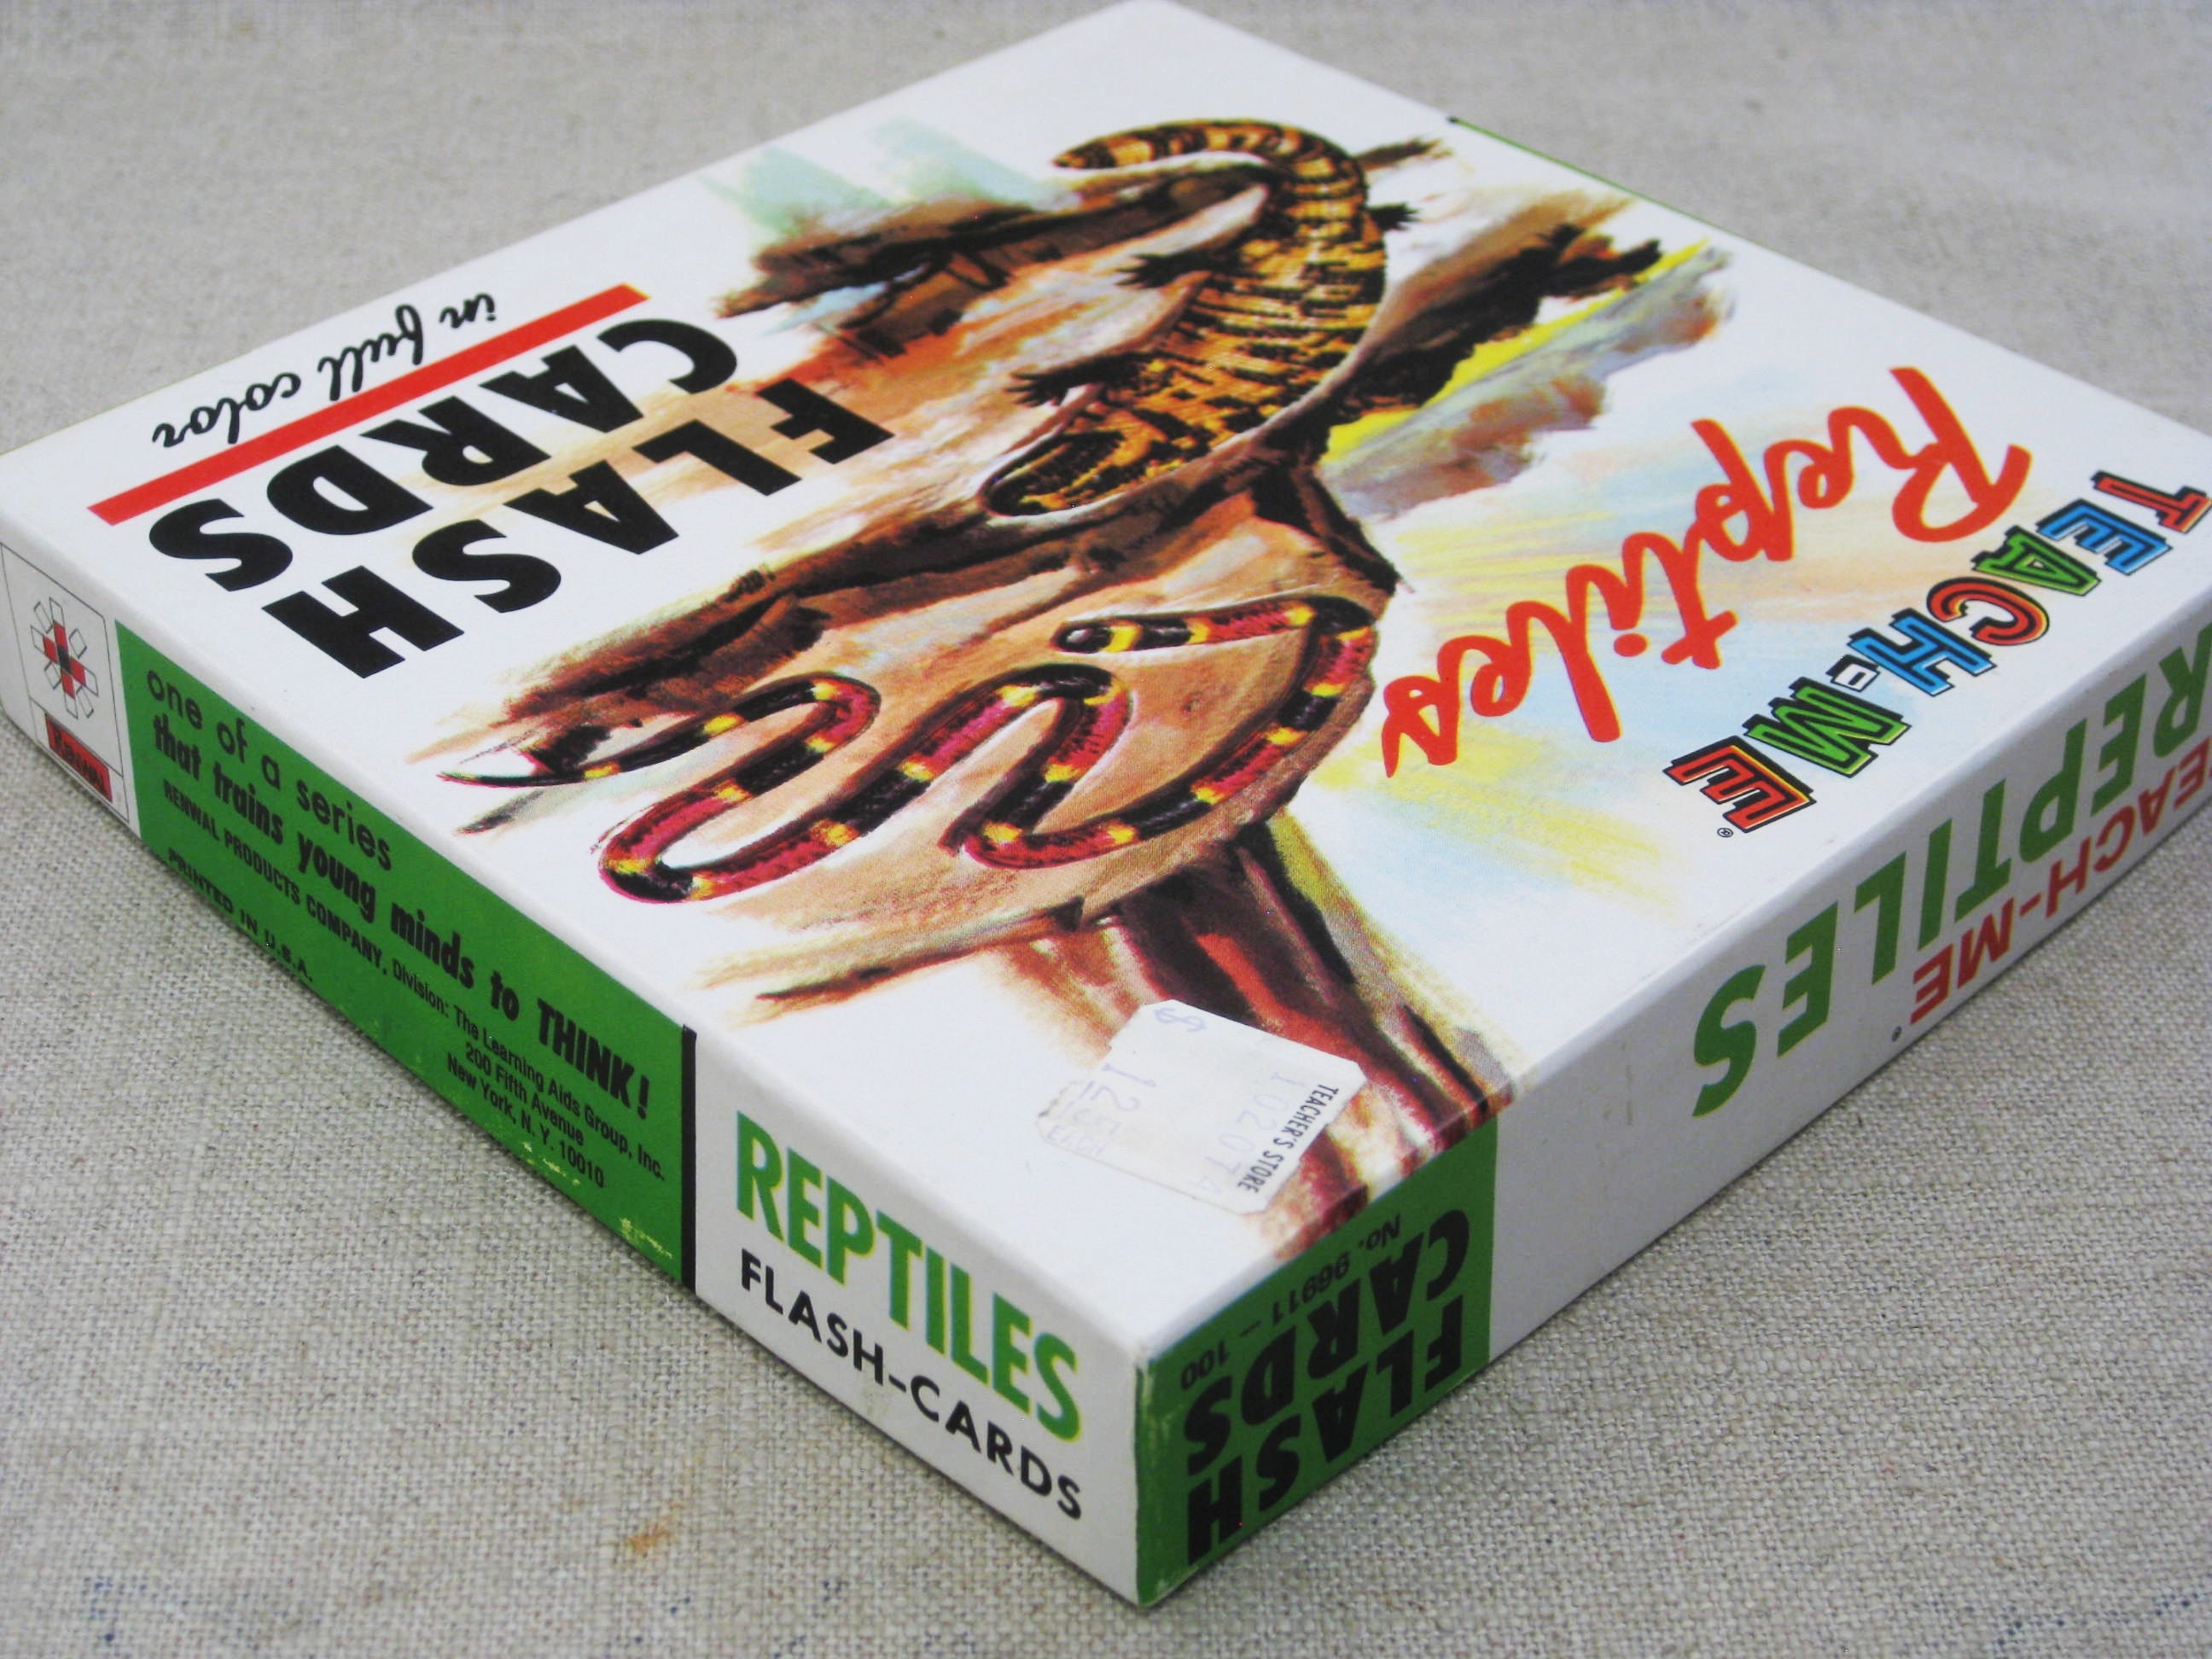 TEACH-ME®
Reptiles
FLASH
CARDS
in full color
TEACHER'S STORE
TEACH-ME
REPTILES
No. 96911-100
FLASH
CARDS
REPTILES
FLASH-CARDS
one of a series
that trains young minds to THINK!
RENWAL PRODUCTS COMPANY, Division: The Learning Aids Group, Inc.
200 Fifth Avenue
New York, N. Y. 10010
PRINTED IN U.S.A.
Renwal